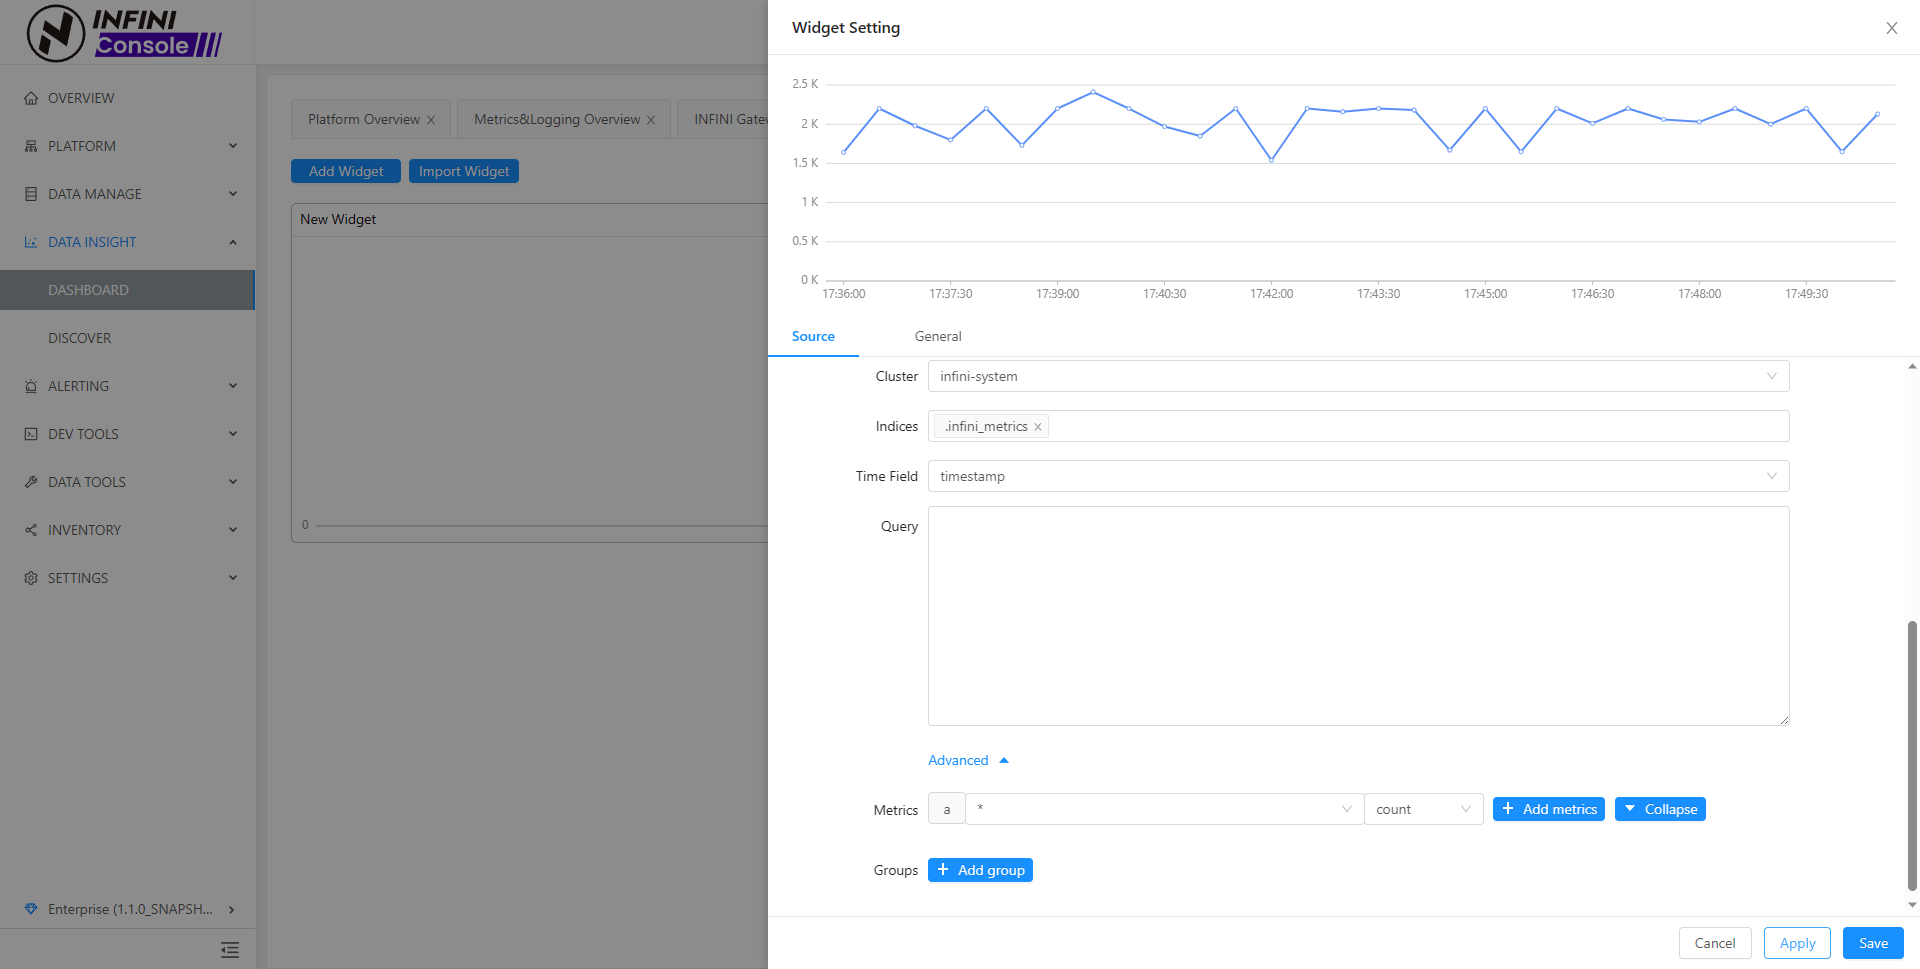 INFINI
Console
OVERVIEW
PLATFORM
DATA MANAGE
DATA INSIGHT
DASHBOARD
DISCOVER
ALERTING
DEV TOOLS
DATA TOOLS
INVENTORY
SETTINGS
Enterprise (1.1.0_SNAPSH...
Platform Overview
Metrics&Logging Overview
INFINI Gatew
Add Widget
Import Widget
New Widget
0
Widget Setting
2.5 K
2 K
1.5 K
1 K
0.5 K
0 K
17:36:00 17:37:30 17:39:00 17:40:30 17:42:00 17:43:30 17:45:00 17:46:30 17:48:00 17:49:30
Source General
Cluster infini-system
Indices .infini_metrics
Time Field timestamp
Query
Advanced
Metrics a * count + Add metrics Collapse
Groups + Add group
Cancel Apply Save